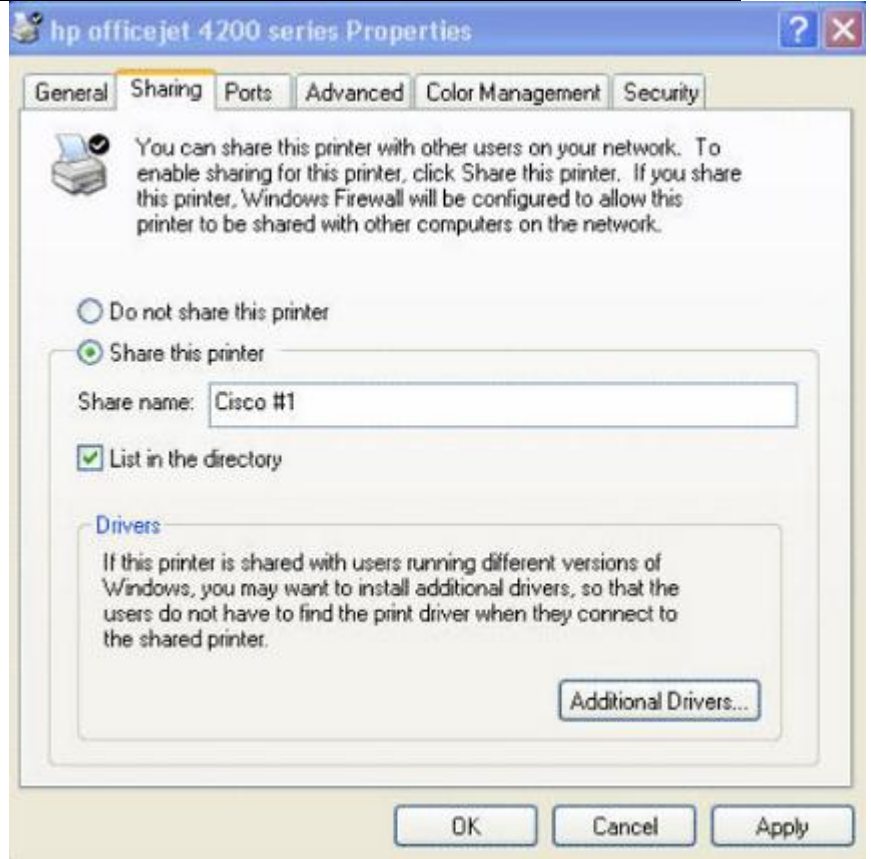 hp officejet 4200 series Properties
?
X
General Sharing Ports Advanced Color Management Security
You can share this printer with other users on your network. To
enable sharing for this printer, click Share this printer. If you share
this printer, Windows Firewall will be configured to allow this
printer to be shared with other computers on the network.
Do not share this printer
Share this printer
Share name: Cisco #1
List in the directory
Drivers
If this printer is shared with users running different versions of
Windows, you may want to install additional drivers, so that the
users do not have to find the print driver when they connect to
the shared printer.
Additional Drivers...
OK Cancel Apply